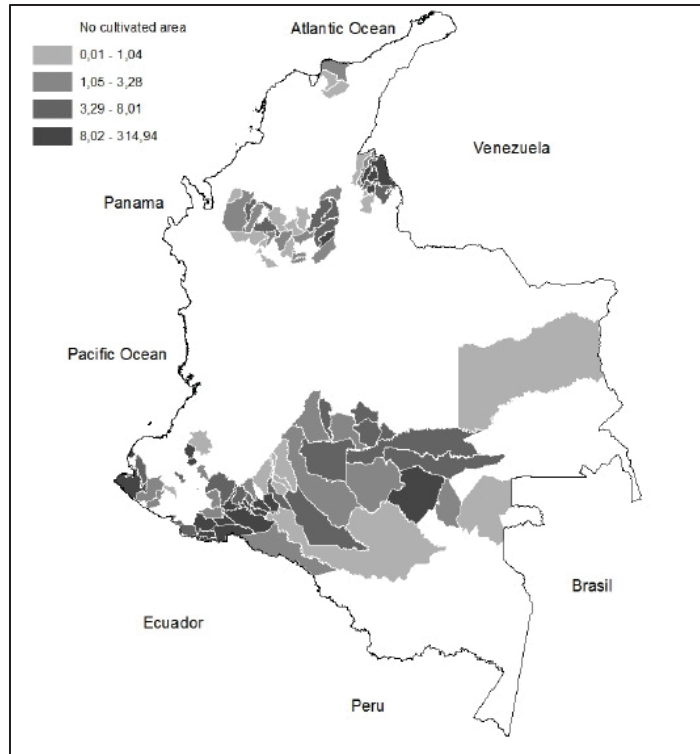 No cultivated area
0,01 - 1,04
1,05 - 3,28
3,29 - 8,01
8,02 - 314,94
Atlantic Ocean
Venezuela
Panama
Pacific Ocean
Brasil
Ecuador
Peru